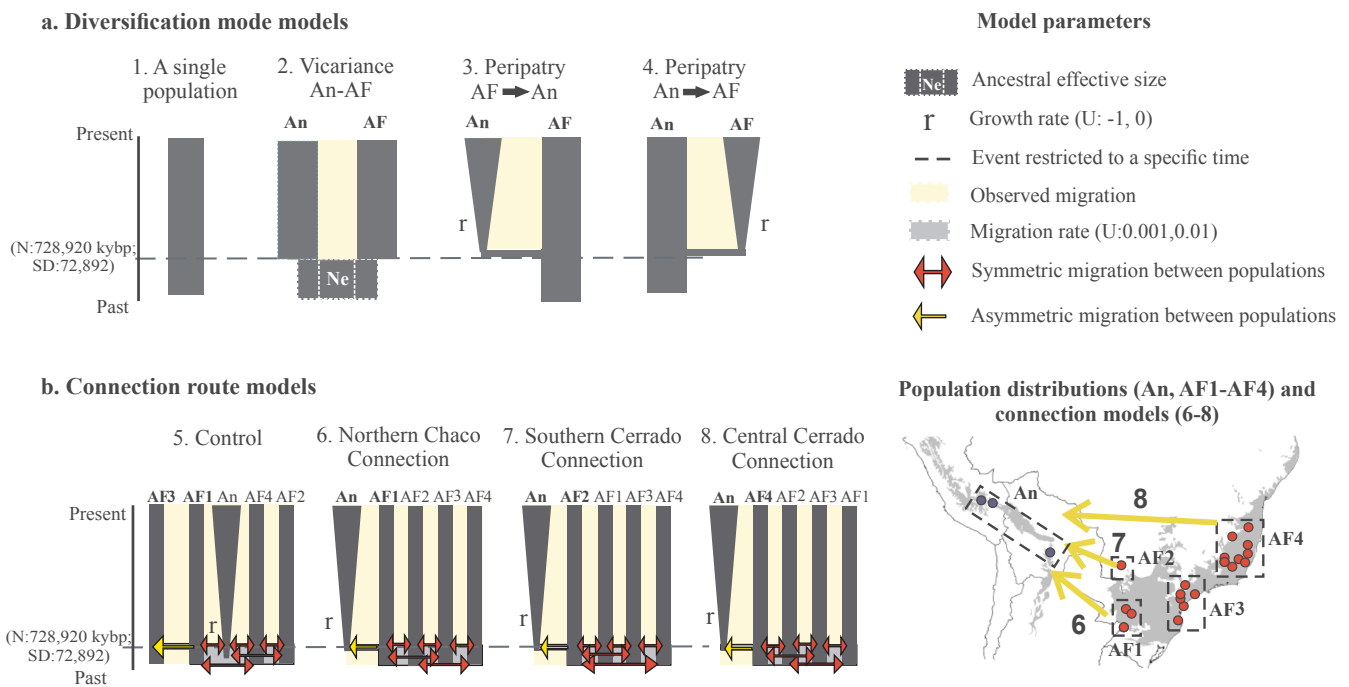 a. Diversification mode models
1. A single
population
2. Vicariance
An-AF
3. Peripatry
AF An
4. Peripatry
An AF
An AF
An AF
An AF
Present
r
r
(N:728,920 kybp;
SD:72,892)
Ne
Past
Model parameters
Ne Ancestral effective size
r Growth rate (U: -1, 0)
Event restricted to a specific time
Observed migration
Migration rate (U:0.001,0.01)
Symmetric migration between populations
Asymmetric migration between populations
b. Connection route models
5. Control
6. Northern Chaco
Connection
7. Southern Cerrado
Connection
8. Central Cerrado
Connection
AF3 AF1 An AF4 AF2
An AF1 AF2 AF3 AF4
An AF2 AF1 AF3 AF4
An AF4 AF2 AF3 AF1
Present
r
r
r
r
(N:728,920 kybp;
SD:72,892)
Past
Population distributions (An, AF1-AF4) and
connection models (6-8)
An
8
7
AF2
AF4
6
AF3
AF1